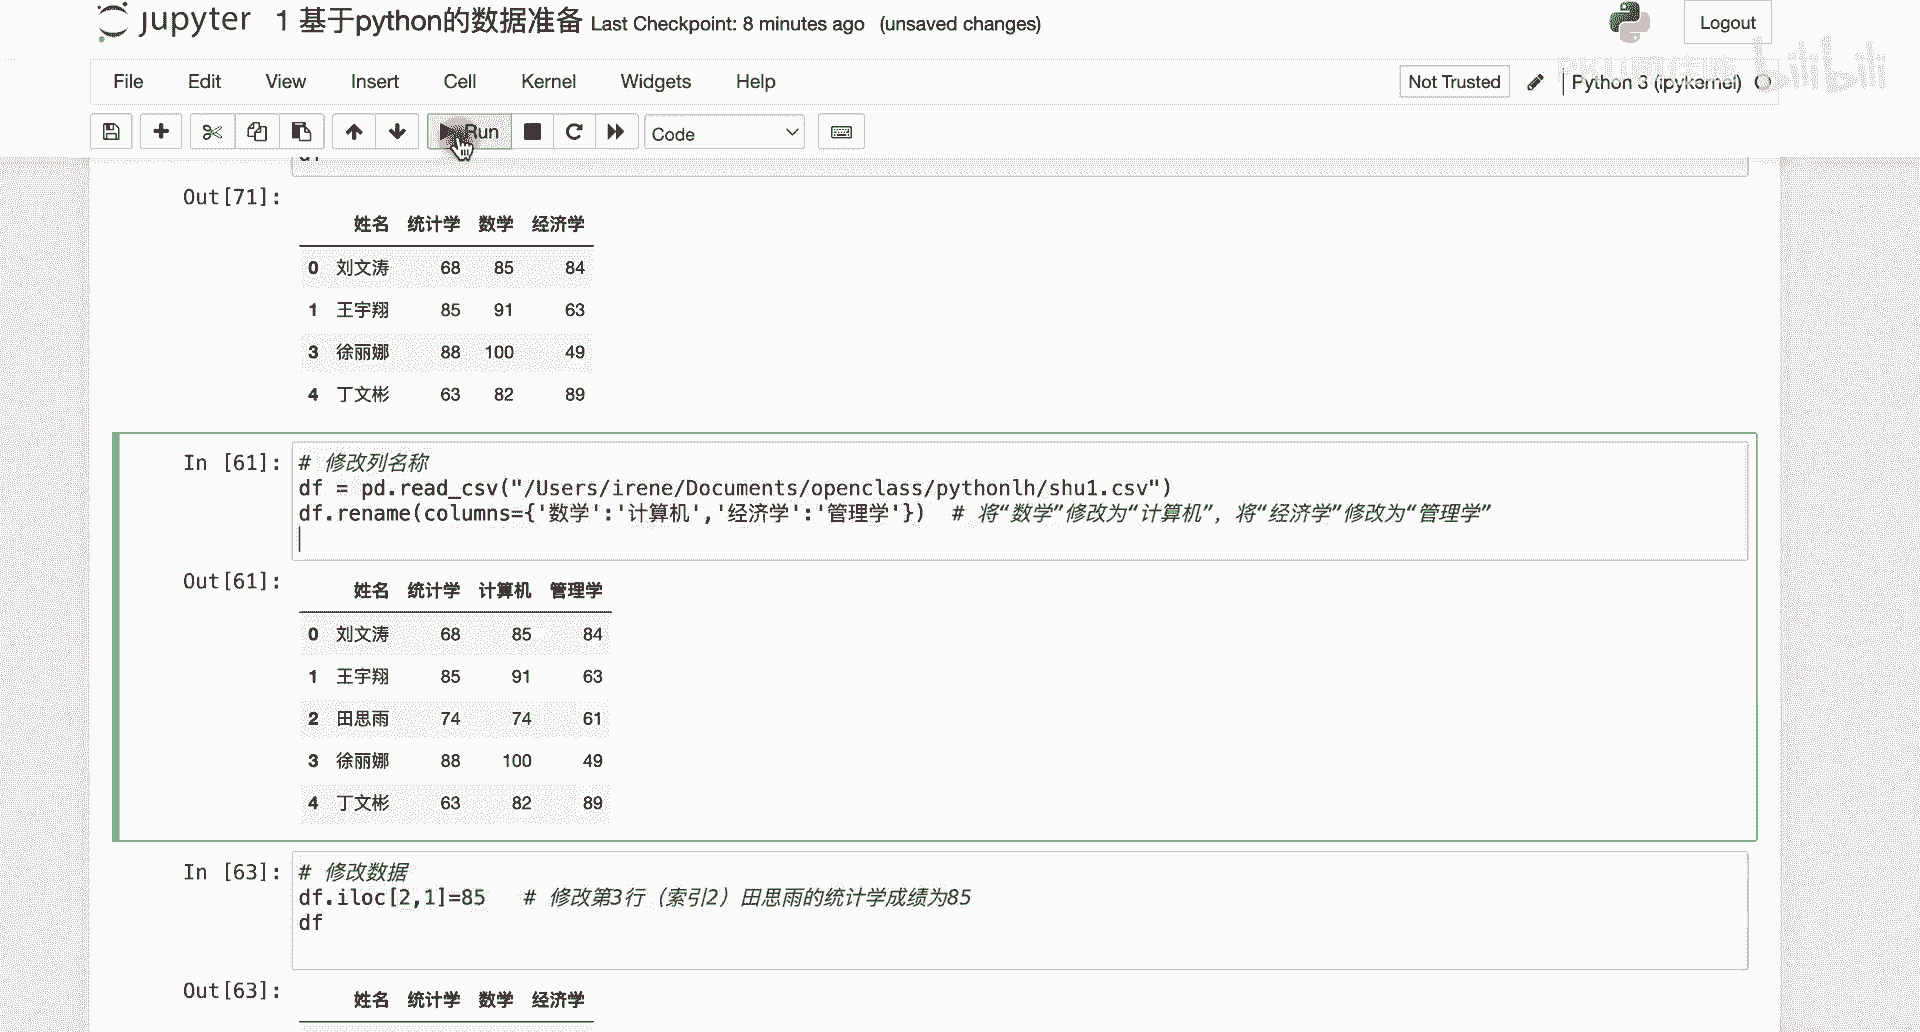 jupyter 1 基于python的数据准备 Last Checkpoint: 8 minutes ago (unsaved changes) Logout
bilibili
File Edit View Insert Cell Kernel Widgets Help Not Trusted Python 3 (ipykernel)
Run Code
df
Out[71]:
姓名 统计学 数学 经济学
0 刘文涛 68 85 84
1 王宇翔 85 91 63
3 徐丽娜 88 100 49
4 丁文彬 63 82 89
In [61]: # 修改列名称
df = pd.read_csv("/Users/irene/Documents/openclass/pythonlh/shu1.csv")
df.rename(columns={'数学':'计算机','经济学':'管理学'}) # 将“数学”修改为“计算机”，将“经济学”修改为“管理学”
Out[61]:
姓名 统计学 计算机 管理学
0 刘文涛 68 85 84
1 王宇翔 85 91 63
2 田思雨 74 74 61
3 徐丽娜 88 100 49
4 丁文彬 63 82 89
In [63]: # 修改数据
df.iloc[2,1]=85 # 修改第3行（索引2）田思雨的统计学成绩为85
df
Out[63]:
姓名 统计学 数学 经济学